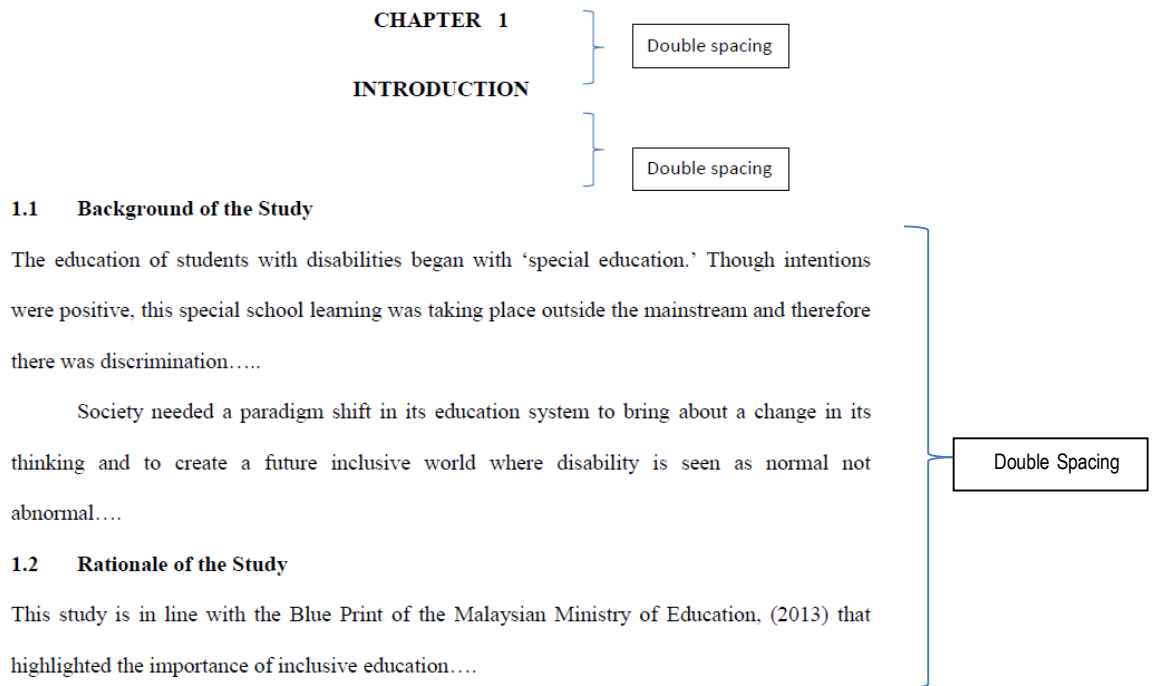 CHAPTER 1
Double spacing
INTRODUCTION
Double spacing
1.1 Background of the Study
The education of students with disabilities began with ‘special education.’ Though intentions
were positive, this special school learning was taking place outside the mainstream and therefore
there was discrimination…..
Society needed a paradigm shift in its education system to bring about a change in its
thinking and to create a future inclusive world where disability is seen as normal not
abnormal….
Double Spacing
1.2 Rationale of the Study
This study is in line with the Blue Print of the Malaysian Ministry of Education, (2013) that
highlighted the importance of inclusive education….